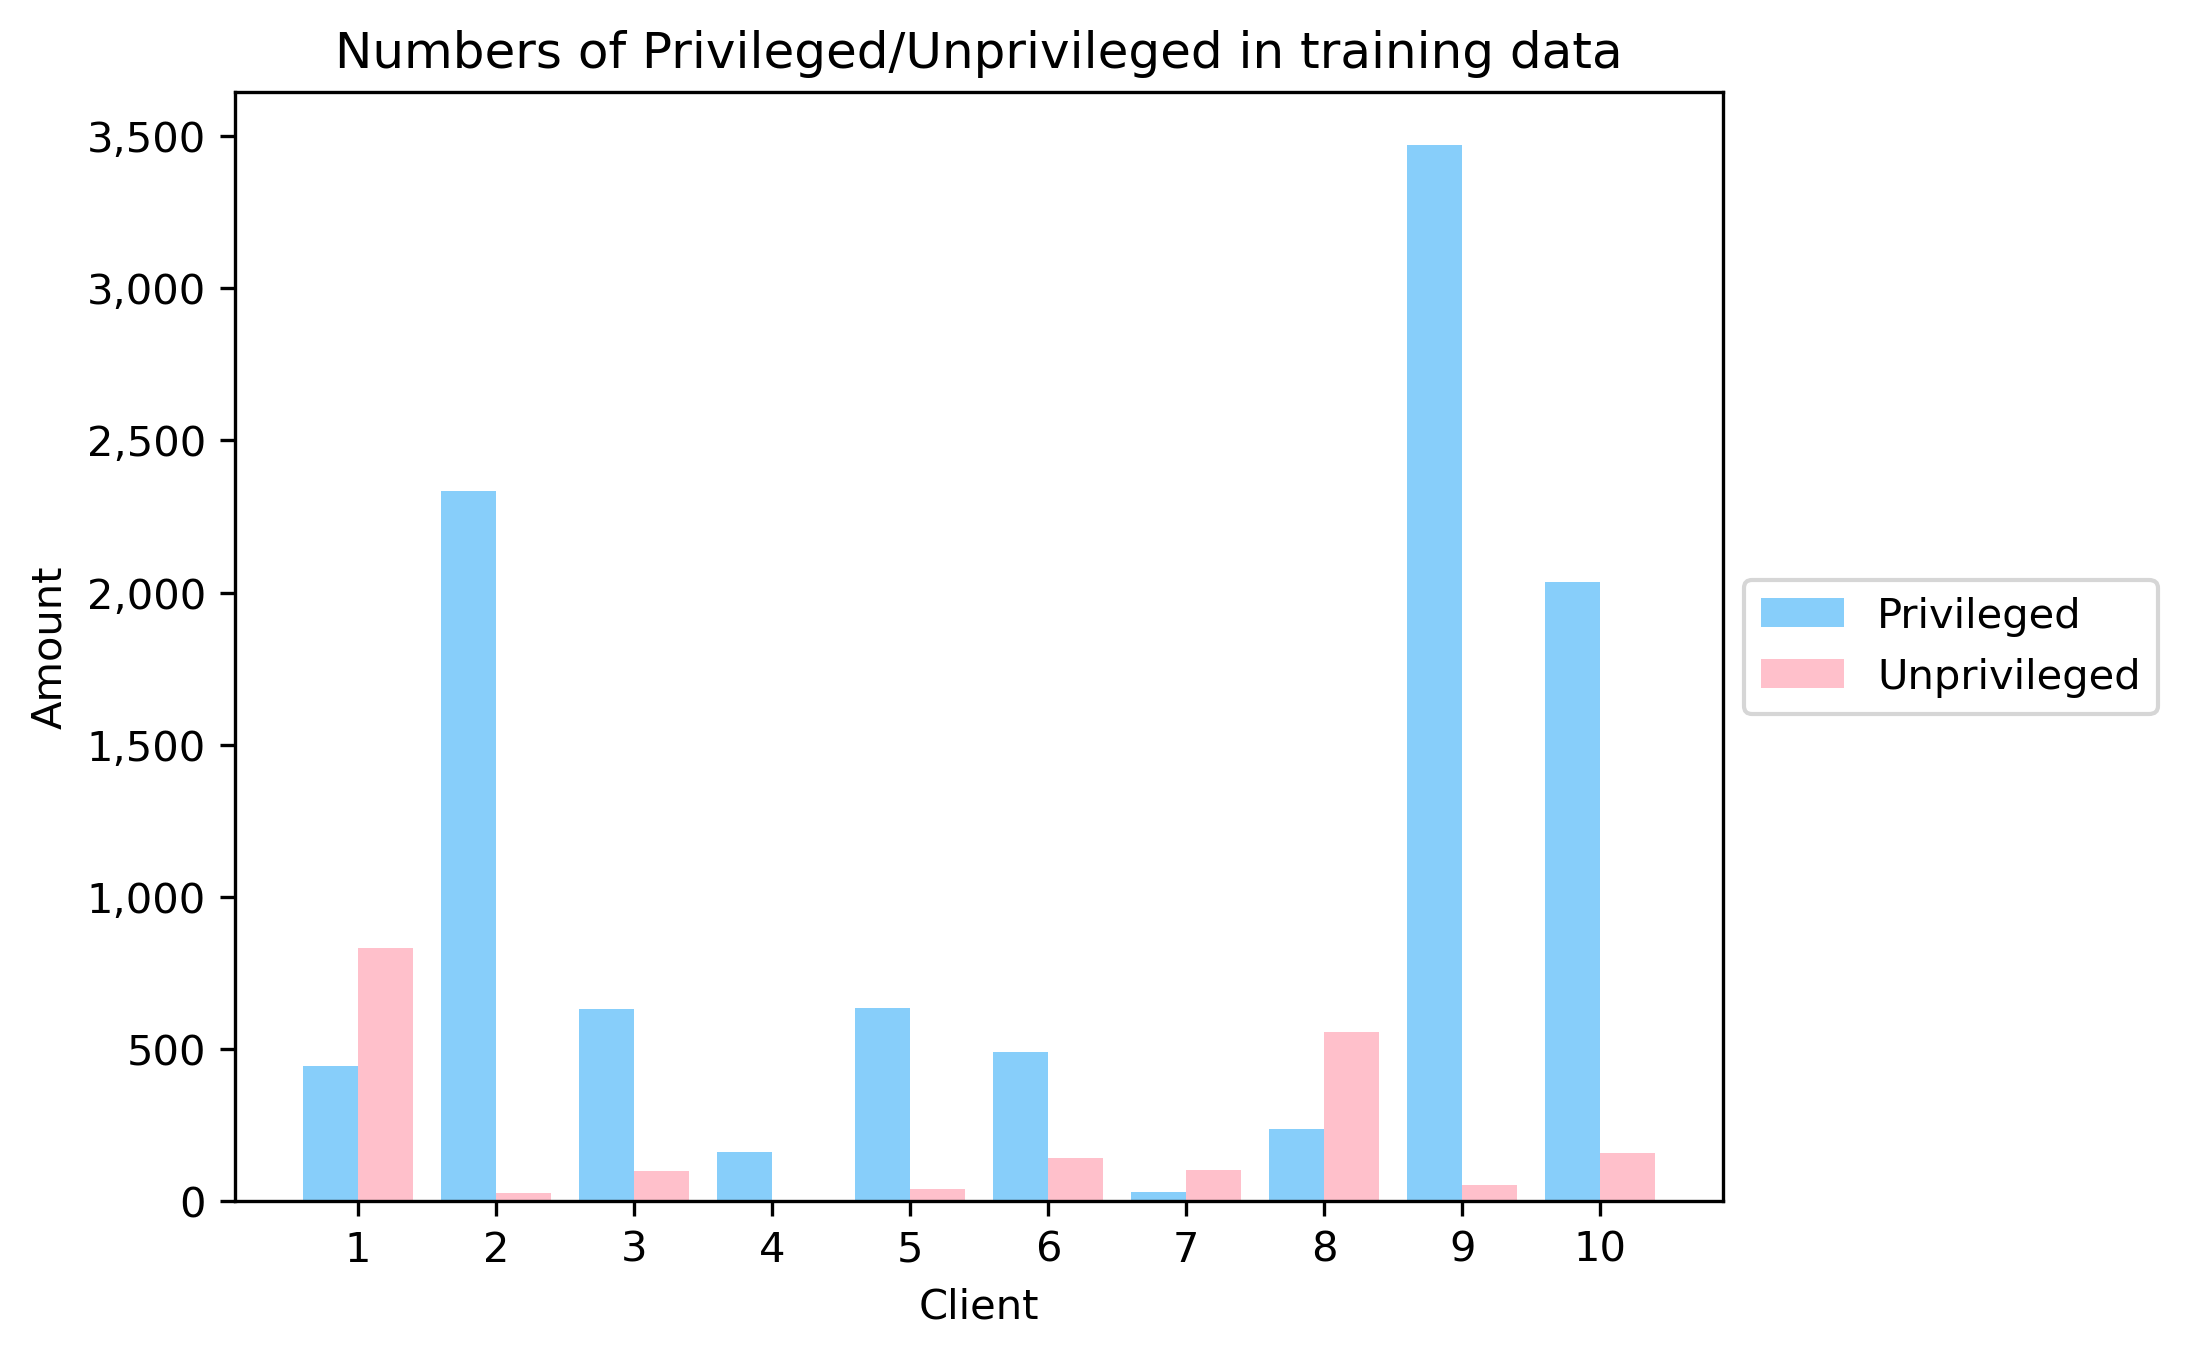 Numbers of Privileged/Unprivileged in training data
3,500
3,000
2,500
2,000
1,500
1,000
500
0
Amount
1 2 3 4 5 6 7 8 9 10
Client
Privileged
Unprivileged